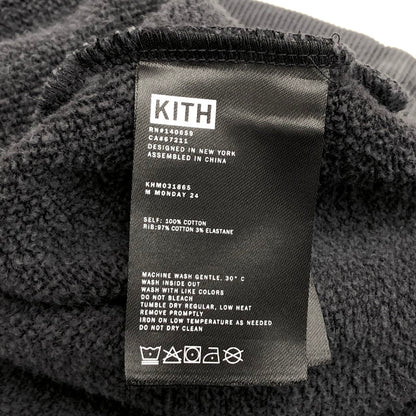 KITH
RN#140659
CA#67211
DESIGNED IN NEW YORK
ASSEMBLED IN CHINA
KHM031865
M MONDAY 24
SELF: 100% COTTON
RIB:97% COTTON 3% ELASTANE
MACHINE WASH GENTLE, 30° C
WASH INSIDE OUT
WASH WITH LIKE COLORS
DO NOT BLEACH
TUMBLE DRY REGULAR, LOW HEAT
REMOVE PROMPTLY
IRON ON LOW TEMPERATURE AS NEEDED
DO NOT DRY CLEAN